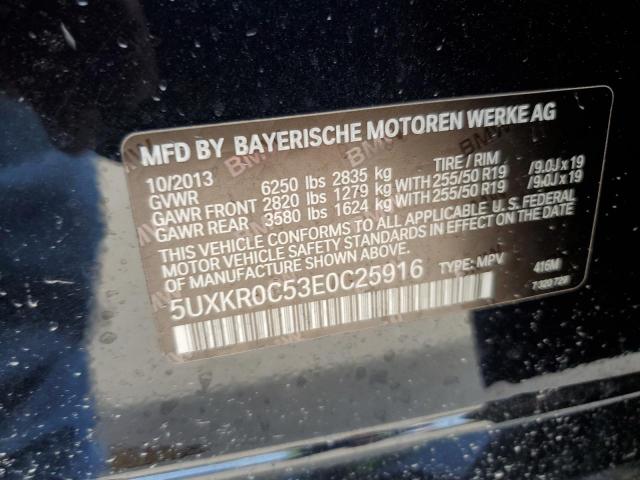 MFD BY BAYERISCHE MOTOREN WERKE AG
10/2013 TIRE / RIM
GVWR 6250 lbs 2835 kg
GAWR FRONT 2820 lbs 1279 kg WITH 255/50 R19 /9.0J x 19
GAWR REAR 3580 lbs 1624 kg WITH 255/50 R19 /9.0J x 19
THIS VEHICLE CONFORMS TO ALL APPLICABLE U. S. FEDERAL
MOTOR VEHICLE SAFETY STANDARDS IN EFFECT ON THE DATE
OF MANUFACTURE SHOWN ABOVE.
5UXKR0C53E0C25916 TYPE: MPV 416M
7 320 728